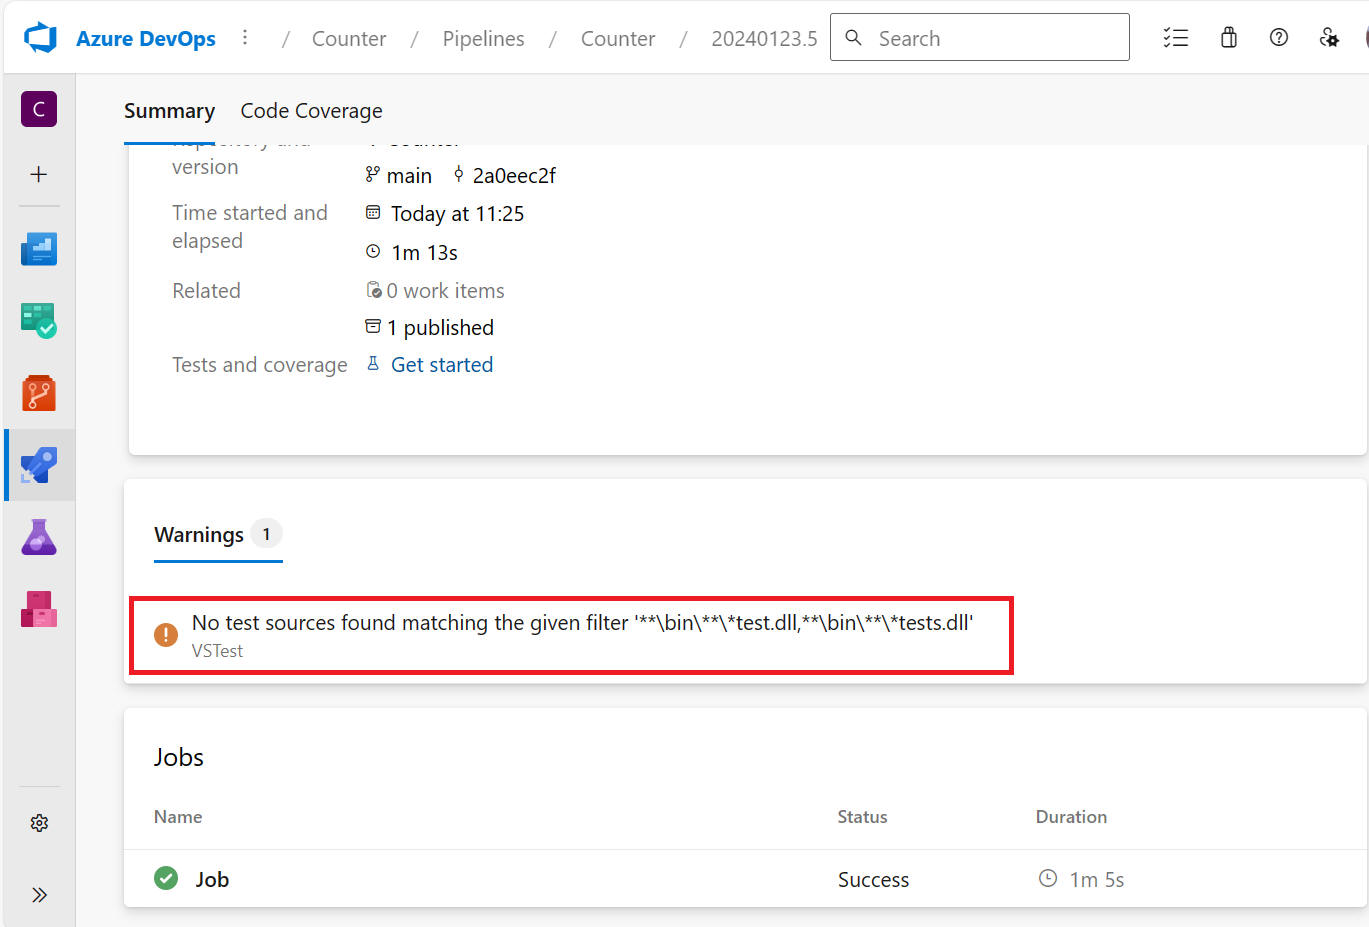 Azure DevOps / Counter / Pipelines / Counter / 20240123.5 Search
C
Summary Code Coverage
Repository and Counter
version
main 2a0eec2f
Time started and Today at 11:25
elapsed
1m 13s
Related 0 work items
1 published
Tests and coverage Get started
Warnings 1
No test sources found matching the given filter '**\bin\**\*test.dll,**\bin\**\*tests.dll'
VSTest
Jobs
Name Status Duration
Job Success 1m 5s